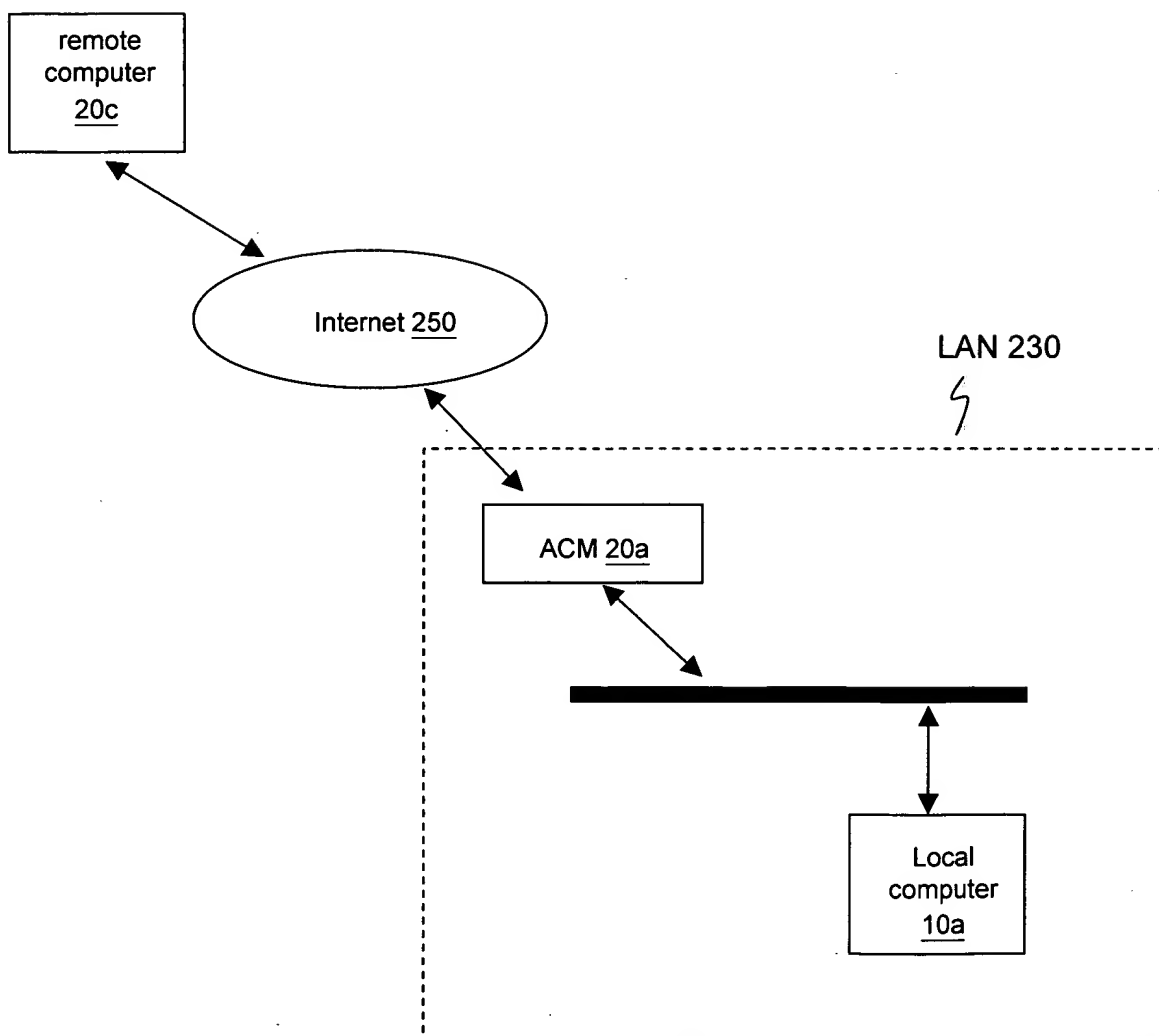 remote
computer
20c
Internet 250
LAN 230
ACM 20a
Local
computer
10a